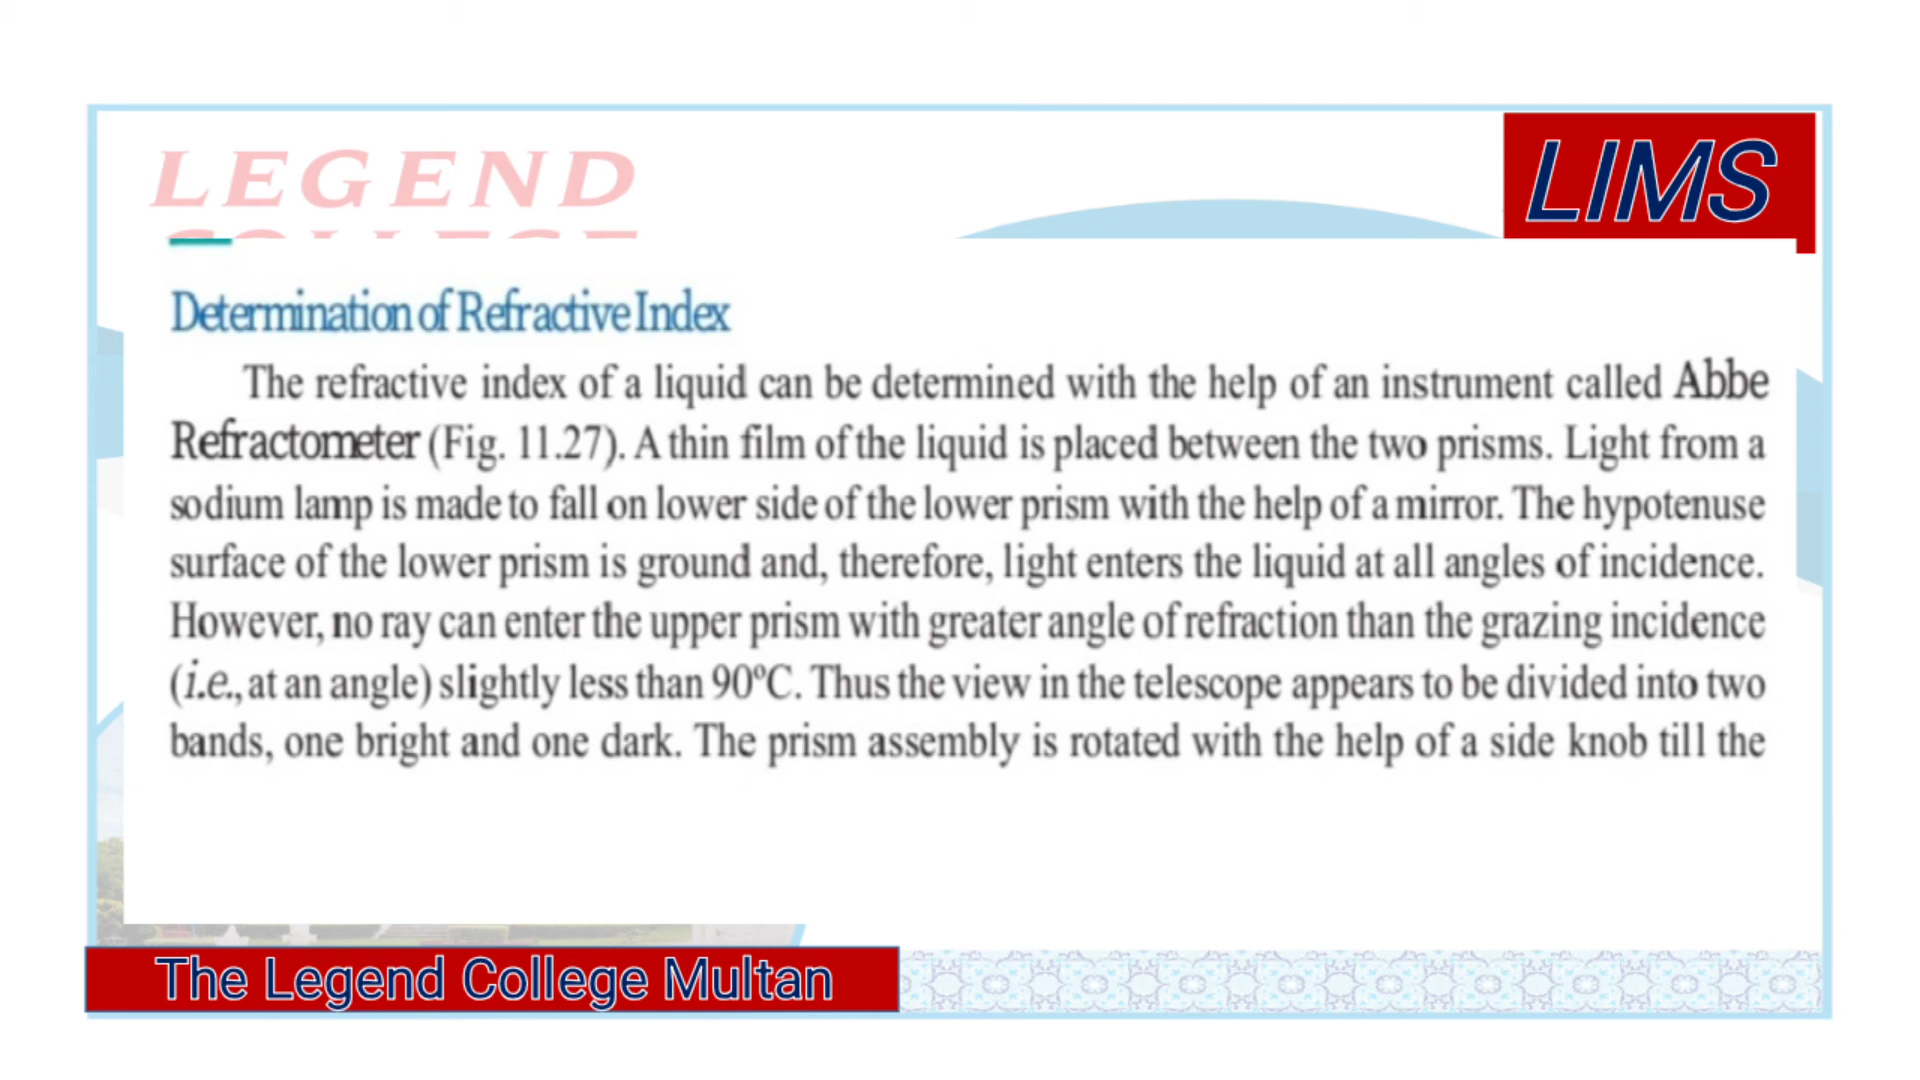 LEGEND
COLLEGE
LIMS
Determination of Refractive Index
The refractive index of a liquid can be determined with the help of an instrument called Abbe
Refractometer (Fig. 11.27). A thin film of the liquid is placed between the two prisms. Light from a
sodium lamp is made to fall on lower side of the lower prism with the help of a mirror. The hypotenuse
surface of the lower prism is ground and, therefore, light enters the liquid at all angles of incidence.
However, no ray can enter the upper prism with greater angle of refraction than the grazing incidence
(i.e., at an angle) slightly less than 90ºC. Thus the view in the telescope appears to be divided into two
bands, one bright and one dark. The prism assembly is rotated with the help of a side knob till the
The Legend College Multan